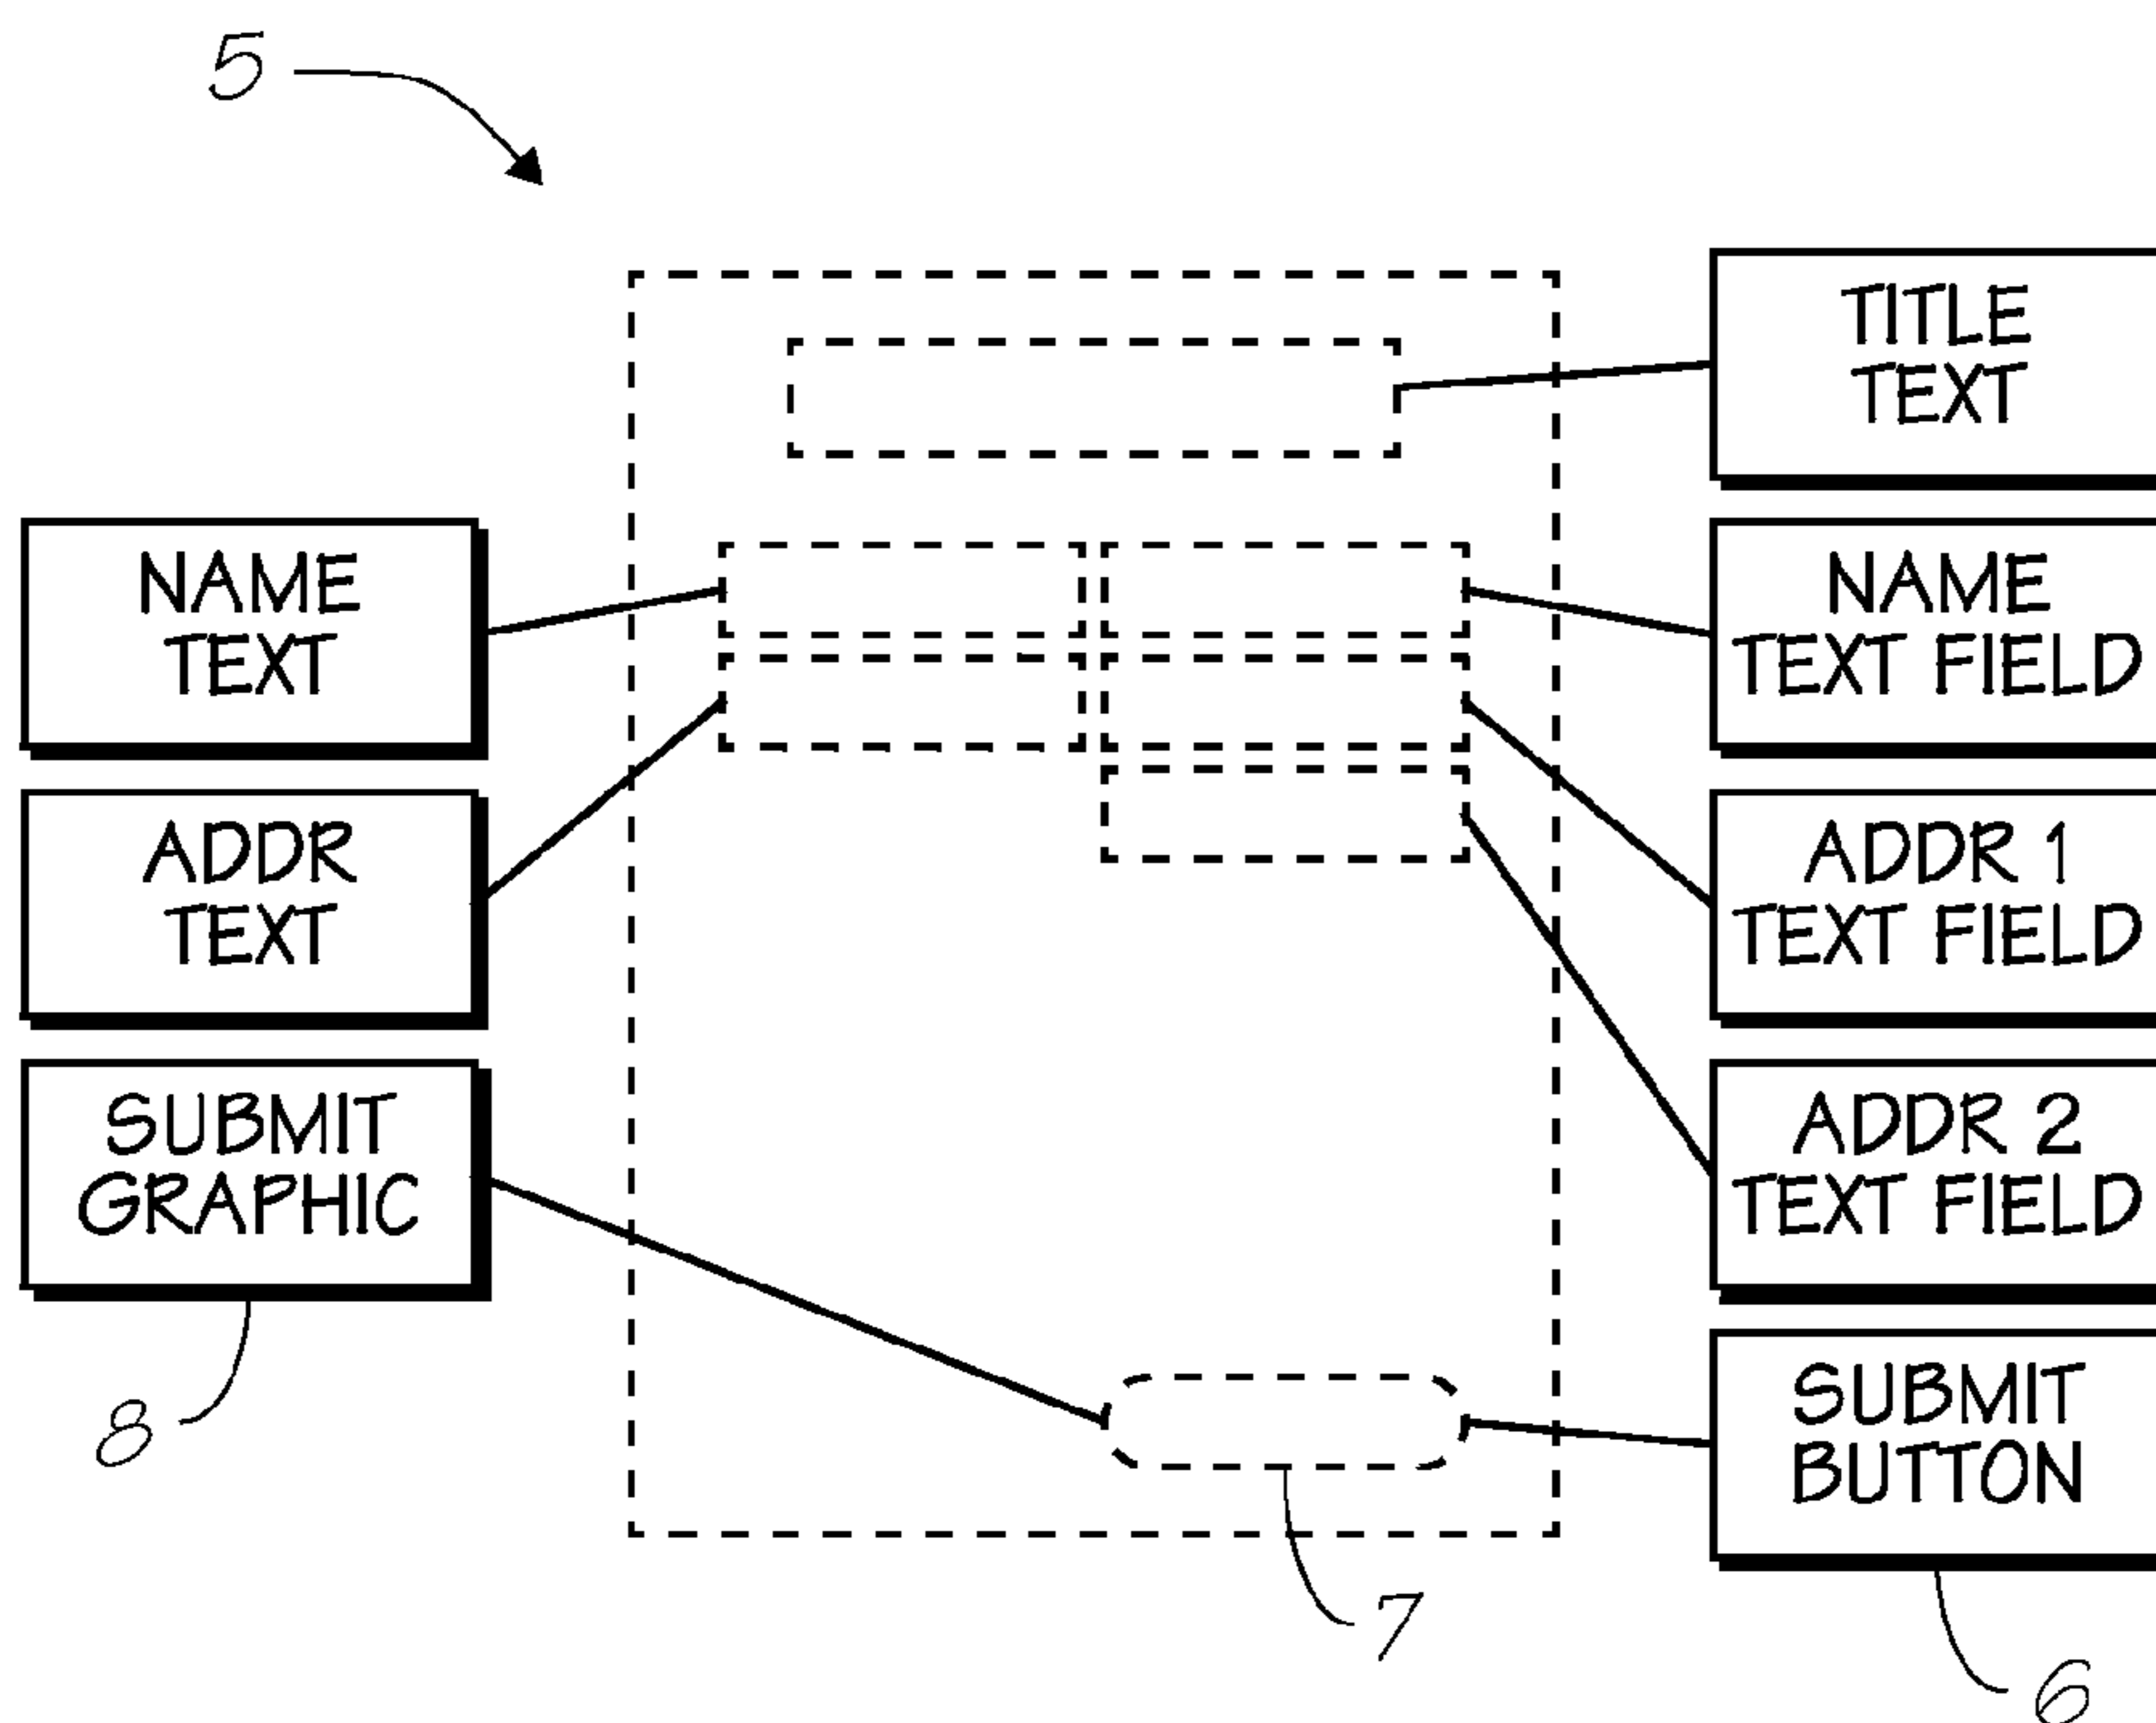 5
TITLE
TEXT
NAME
TEXT
NAME
TEXT FIELD
ADDR
TEXT
ADDR 1
TEXT FIELD
SUBMIT
GRAPHIC
ADDR 2
TEXT FIELD
SUBMIT
BUTTON
8
7
6